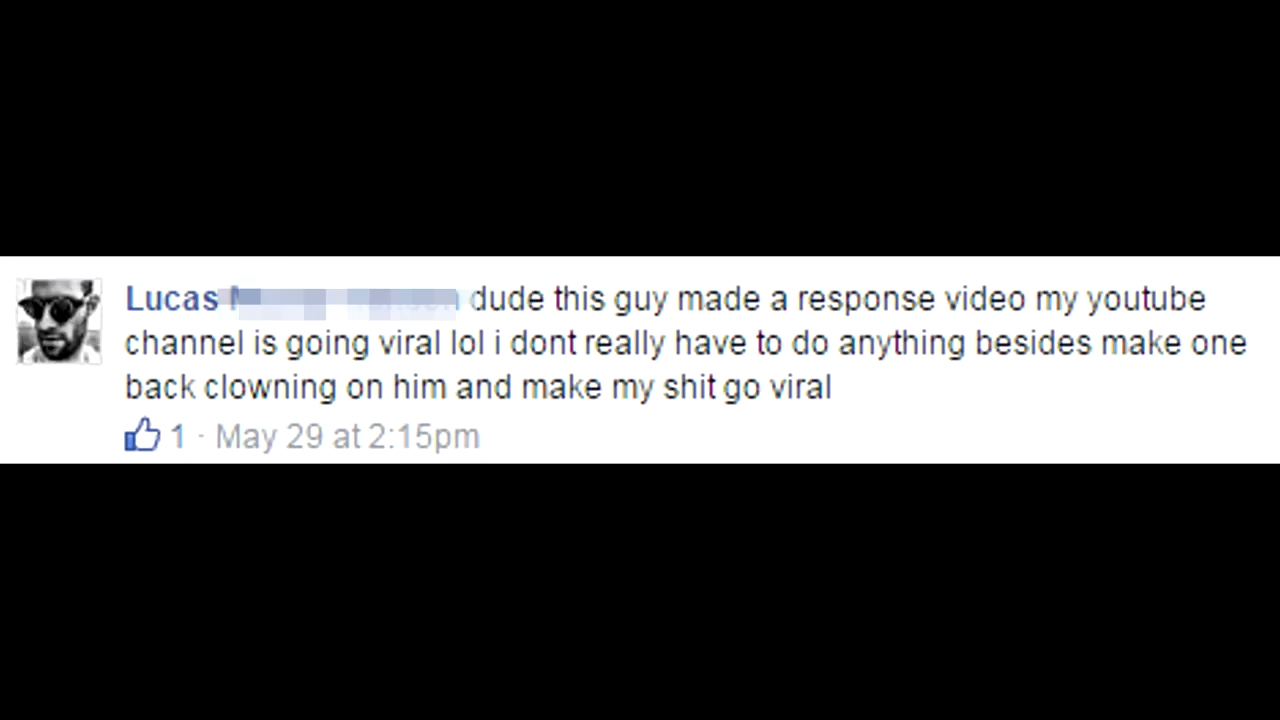 Lucas dude this guy made a response video my youtube
channel is going viral lol i dont really have to do anything besides make one
back clowning on him and make my shit go viral
1 · May 29 at 2:15pm